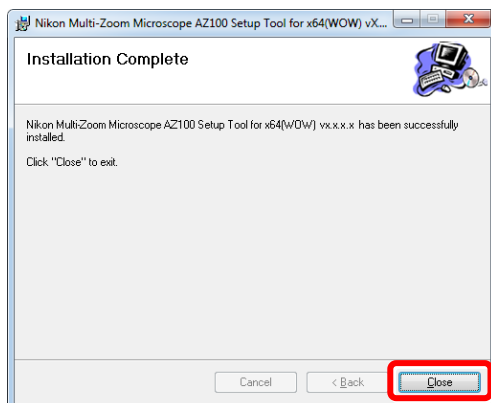 Nikon Multi-Zoom Microscope AZ100 Setup Tool for x64(WOW) vX...
Installation Complete
Nikon Multi-Zoom Microscope AZ100 Setup Tool for x64(WOW) vx.x.x.x has been successfully
installed.
Click "Close" to exit.
Cancel
< Back
Close